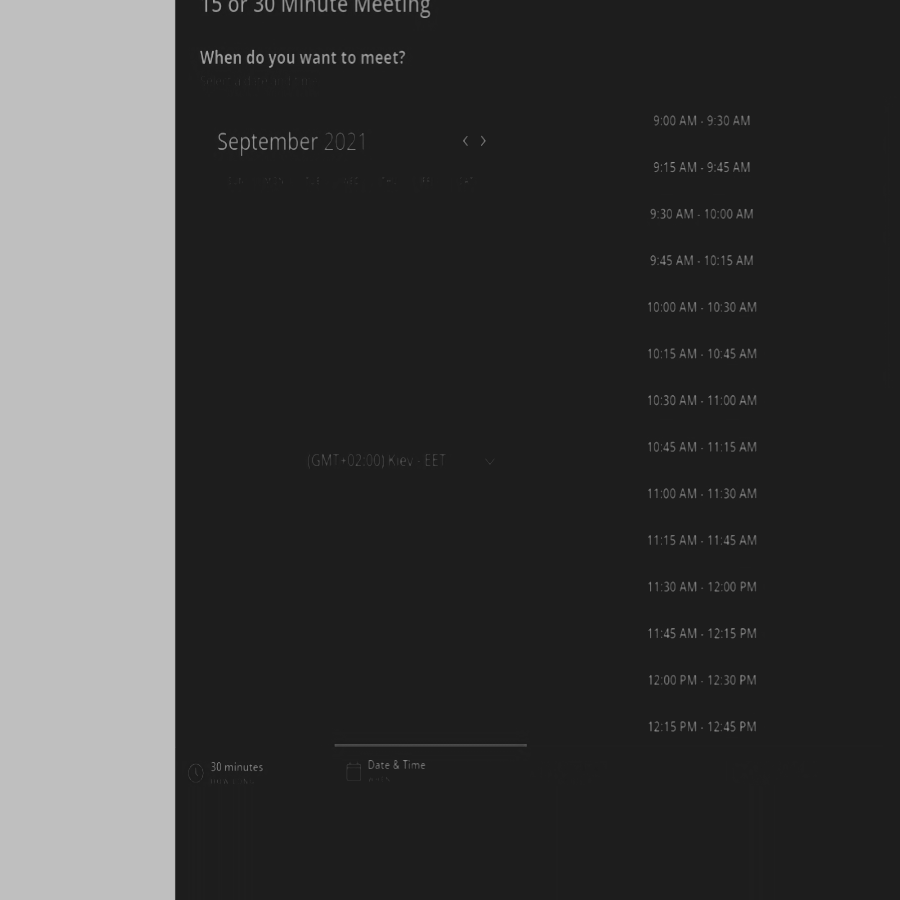 15 or 30 Minute Meeting
When do you want to meet?
September 2021
(GMT+02:00) Kiev - EET
9:00 AM - 9:30 AM
9:15 AM - 9:45 AM
9:30 AM - 10:00 AM
9:45 AM - 10:15 AM
10:00 AM - 10:30 AM
10:15 AM - 10:45 AM
10:30 AM - 11:00 AM
10:45 AM - 11:15 AM
11:00 AM - 11:30 AM
11:15 AM - 11:45 AM
11:30 AM - 12:00 PM
11:45 AM - 12:15 PM
12:00 PM - 12:30 PM
12:15 PM - 12:45 PM
30 minutes
Date & Time